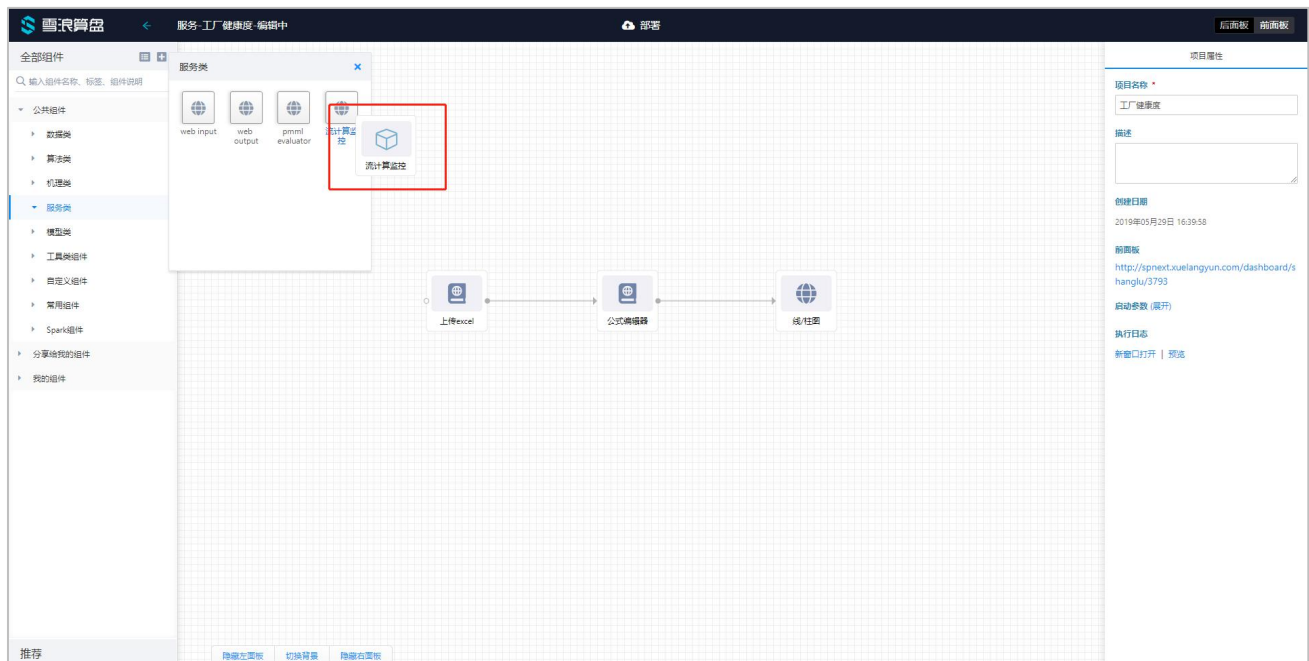 雪浪算盘
服务-工厂健康度-编辑中
部署
后面板 前面板
全部组件
输入组件名称、标签、组件说明
公共组件
数据类
算法类
机理类
服务类
模型类
工具类组件
自定义组件
常用组件
Spark组件
分享给我的组件
我的组件
推荐
服务类
web input
web
output
pmml
evaluator
流计算监
控
流计算监控
上传excel
公式编辑器
线/柱图
隐藏左面板 切换背景 隐藏右面板
项目属性
项目名称 *
工厂健康度
描述
创建日期
2019年05月29日 16:39:58
前面板
http://spnext.xuelangyun.com/dashboard/s
hanglu/3793
启动参数 (展开)
执行日志
新窗口打开 | 预览